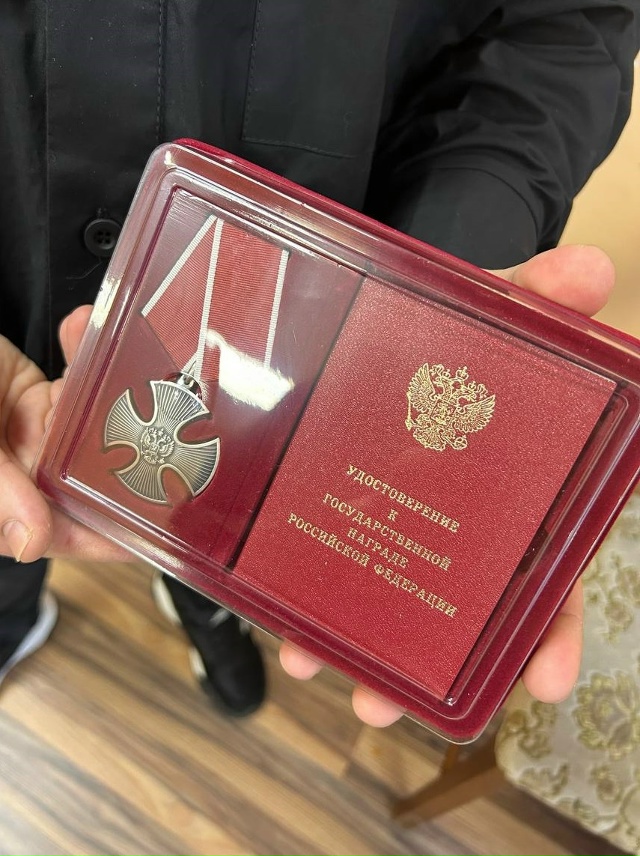 УДОСТОВЕРЕНИЕ
К
ГОСУДАРСТВЕННОЙ
НАГРАДЕ
РОССИЙСКОЙ ФЕДЕРАЦИИ